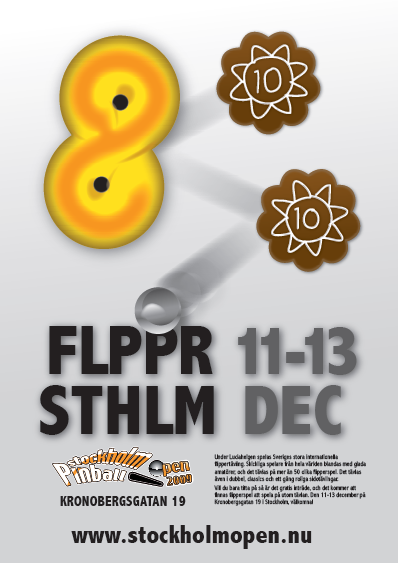 10
10
FLPPR 11-13
STHLM DEC
stockholm
Pinball Open
2009
KRONOBERGSGATAN 19
Under Luciahelgen spelas Sveriges stora internationella
flippertävling. Skickliga spelare från hela världen blandas med glada
amatörer, och det tävlas på mer än 50 olika flipperspel. Det tävlas
även i dubbel, classics och ett gäng roliga sidotävlingar.
Vill du bara titta på så är det gratis inträde, och det kommer att
finnas flipperspel att spela på utom tävlan. Den 11-13 december på
Kronobergsgatan 19 i Stockholm, välkomna!
www.stockholmopen.nu